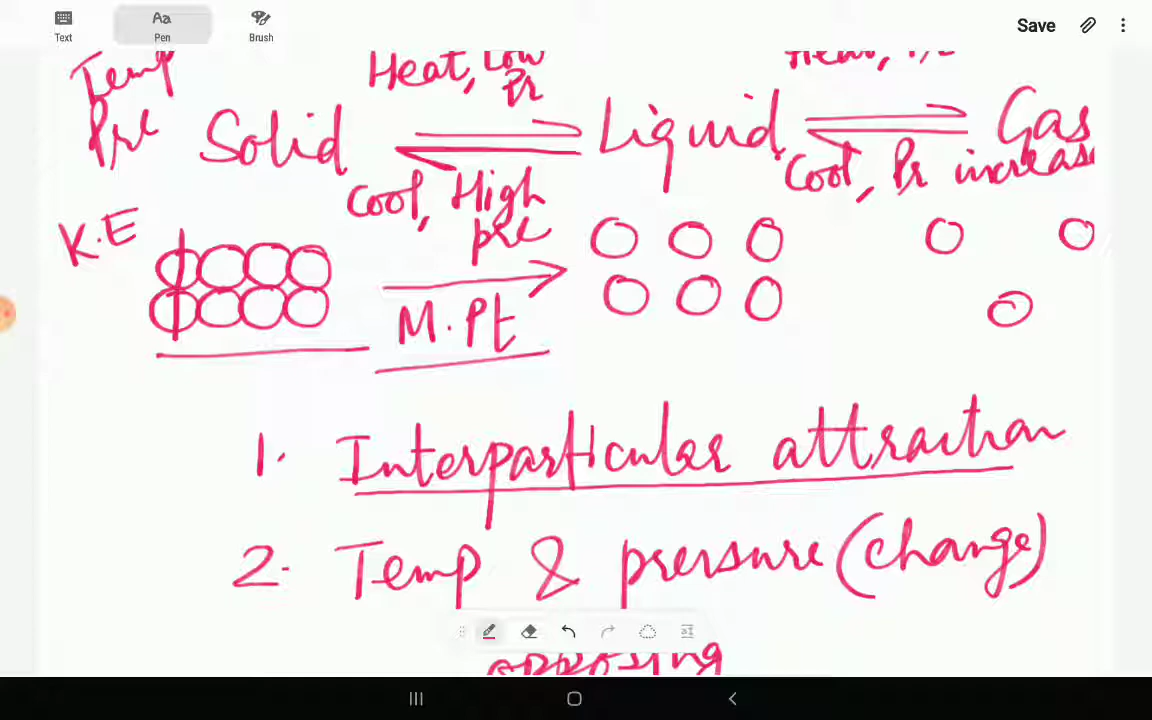 Text Pen Brush Save
Temp Heat, Low
Pre Solid Pr Liquid Gas
Cool, High Cool, Pr increase
K.E pre
M.Pt
1. Interparticular attraction
2. Temp & pressure (change)
opposing